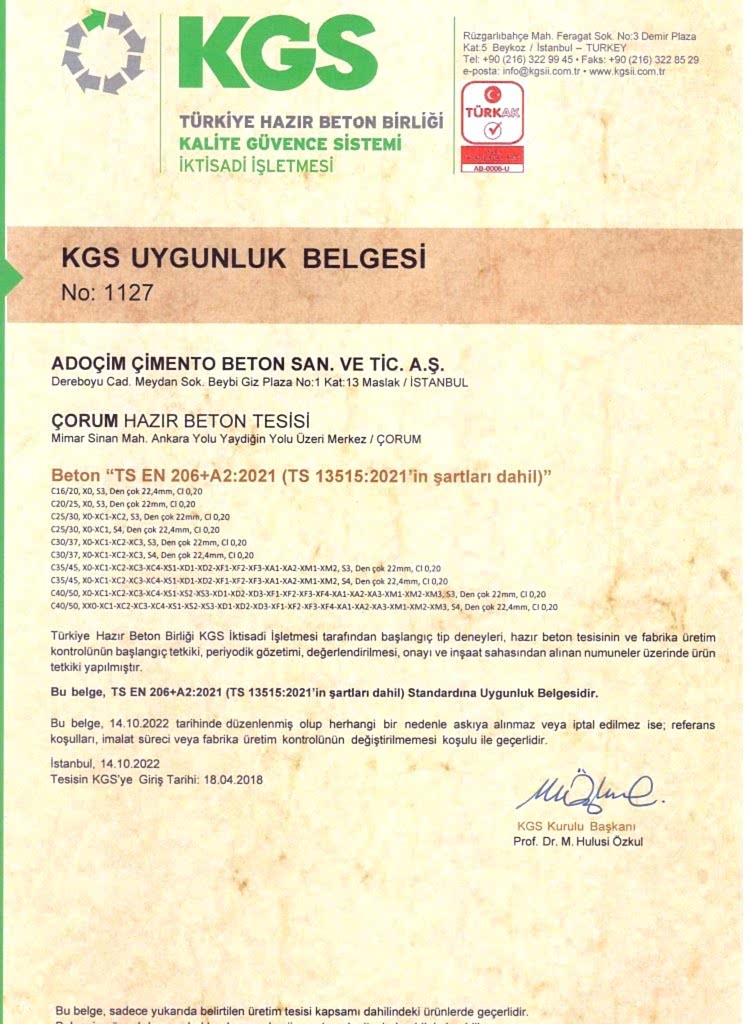 KGS
TÜRKİYE HAZIR BETON BİRLİĞİ
KALİTE GÜVENCE SİSTEMİ
İKTİSADİ İŞLETMESİ
Rüzgarlıbahçe Mah. Feragat Sok. No:3 Demir Plaza
Kat:5 Beykoz / İstanbul – TURKEY
Tel: +90 (216) 322 99 45 • Faks: +90 (216) 322 85 29
e-posta: info@kgsii.com.tr • www.kgsii.com.tr
TÜRKAK
AB-0006-U
KGS UYGUNLUK BELGESİ
No: 1127
ADOÇİM ÇİMENTO BETON SAN. VE TİC. A.Ş.
Dereboyu Cad. Meydan Sok. Beybi Giz Plaza No:1 Kat:13 Maslak / İSTANBUL
ÇORUM HAZIR BETON TESİSİ
Mimar Sinan Mah. Ankara Yolu Yaydiğin Yolu Üzeri Merkez / ÇORUM
Beton “TS EN 206+A2:2021 (TS 13515:2021’in şartları dahil)”
C16/20, X0, S3, Den çok 22,4mm, Cl 0,20
C20/25, X0, S3, Den çok 22mm, Cl 0,20
C25/30, X0-XC1-XC2, S3, Den çok 22mm, Cl 0,20
C25/30, X0-XC1, S4, Den çok 22,4mm, Cl 0,20
C30/37, X0-XC1-XC2-XC3, S3, Den çok 22mm, Cl 0,20
C30/37, X0-XC1-XC2-XC3, S4, Den çok 22,4mm, Cl 0,20
C35/45, X0-XC1-XC2-XC3-XC4-XS1-XD1-XD2-XF1-XF2-XF3-XA1-XA2-XM1-XM2, S3, Den çok 22mm, Cl 0,20
C35/45, X0-XC1-XC2-XC3-XC4-XS1-XD1-XD2-XF1-XF2-XF3-XA1-XA2-XM1-XM2, S4, Den çok 22,4mm, Cl 0,20
C40/50, X0-XC1-XC2-XC3-XC4-XS1-XS2-XS3-XD1-XD2-XD3-XF1-XF2-XF3-XF4-XA1-XA2-XA3-XM1-XM2-XM3, S3, Den çok 22mm, Cl 0,20
C40/50, XX0-XC1-XC2-XC3-XC4-XS1-XS2-XS3-XD1-XD2-XD3-XF1-XF2-XF3-XF4-XA1-XA2-XA3-XM1-XM2-XM3, S4, Den çok 22,4mm, Cl 0,20
Türkiye Hazır Beton Birliği KGS İktisadi İşletmesi tarafından başlangıç tip deneyleri, hazır beton tesisinin ve fabrika üretim
kontrolünün başlangıç tetkiki, periyodik gözetimi, değerlendirilmesi, onayı ve inşaat sahasından alınan numuneler üzerinde ürün
tetkiki yapılmıştır.
Bu belge, TS EN 206+A2:2021 (TS 13515:2021’in şartları dahil) Standardına Uygunluk Belgesidir.
Bu belge, 14.10.2022 tarihinde düzenlenmiş olup herhangi bir nedenle askıya alınmaz veya iptal edilmez ise; referans
koşulları, imalat süreci veya fabrika üretim kontrolünün değiştirilmemesi koşulu ile geçerlidir.
İstanbul, 14.10.2022
Tesisin KGS’ye Giriş Tarihi: 18.04.2018
KGS Kurulu Başkanı
Prof. Dr. M. Hulusi Özkul
Bu belge, sadece yukarıda belirtilen üretim tesisi kapsamı dahilindeki ürünlerde geçerlidir.